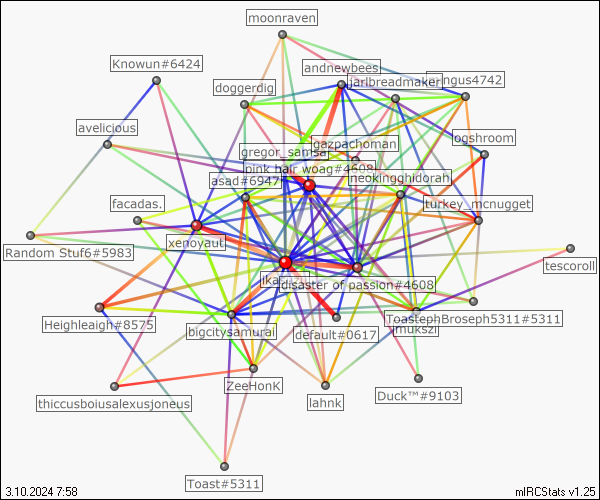 moonraven
Knowun#6424
andnewbees
jarlbreadmaker
ngus4742
doggerdig
avelicious
ogshroom
gazpachoman
gregor_samsa
pink hair woag#4608
neokingghidorah
asad#6947
facadas.
turkey_mcnugget
xenoyaut
Random Stuf6#5983
tescoroll
disaster of passion#4608
ToastephBroseph5311#5311
Heighleaigh#8575
bigcitysamurai
default#0617
mukszi
ZeeHonK
Duck™#9103
thiccusboiusalexusjoneus
lahnk
Toast#5311
3.10.2024 7:58
mIRCStats v1.25